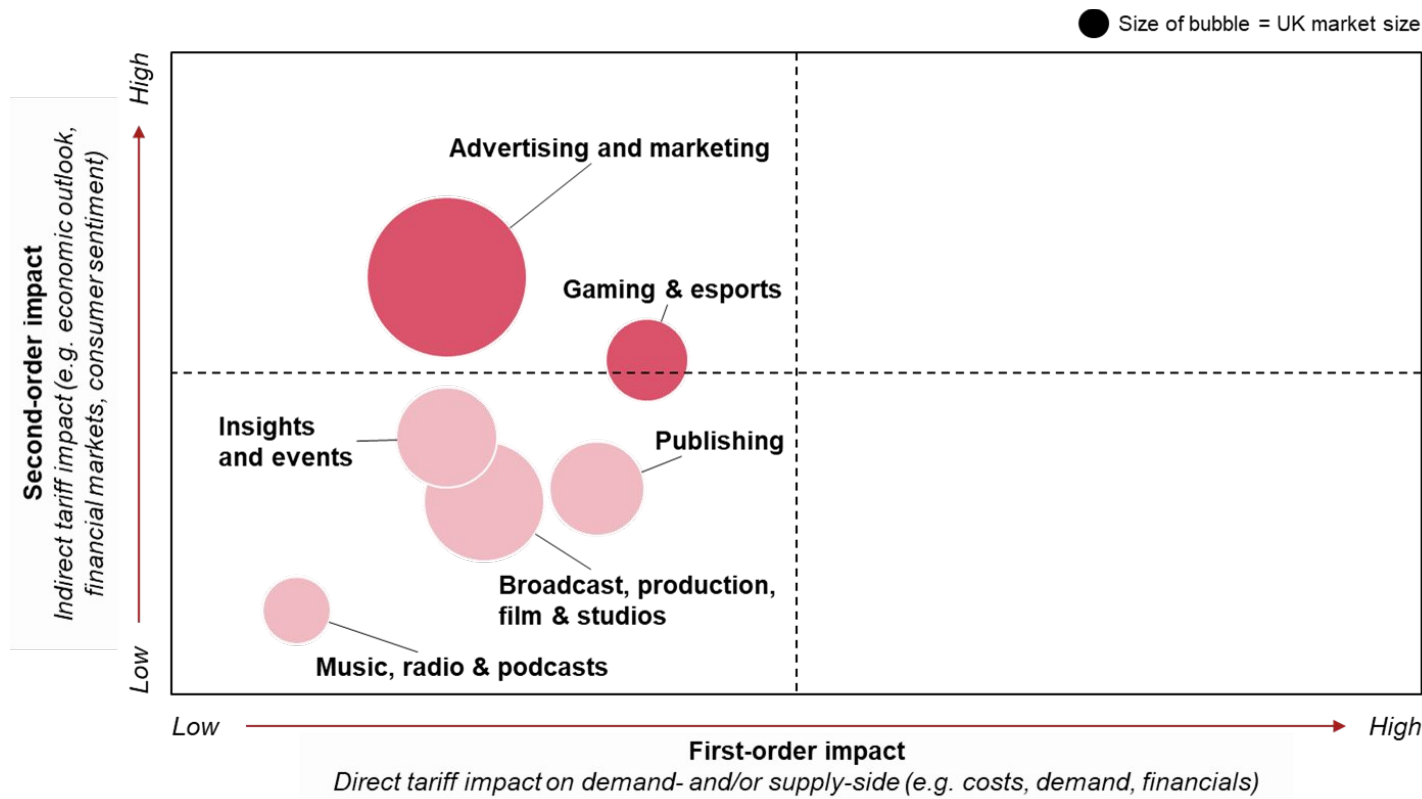 Size of bubble = UK market size
High
Second-order impact
Indirect tariff impact (e.g. economic outlook,
financial markets, consumer sentiment)
Low
Advertising and marketing
Gaming & esports
Insights
and events
Publishing
Broadcast, production,
film & studios
Music, radio & podcasts
Low
High
First-order impact
Direct tariff impact on demand- and/or supply-side (e.g. costs, demand, financials)